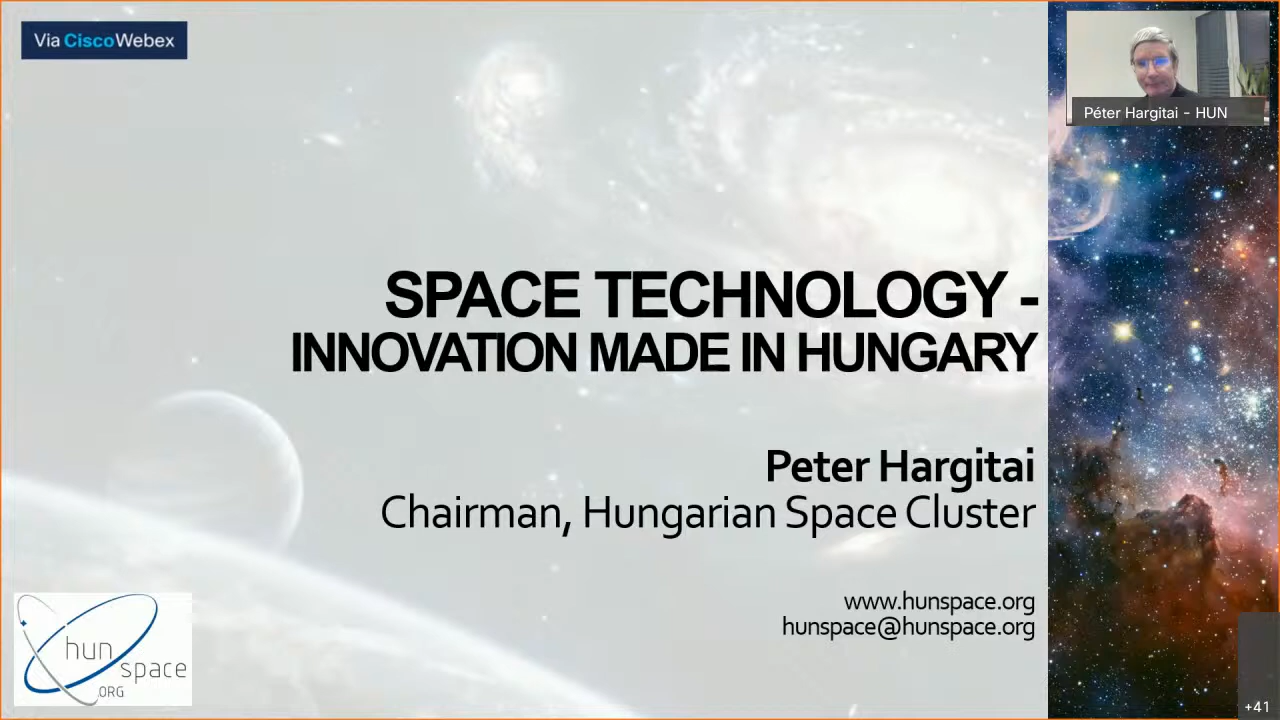 Via CiscoWebex
Péter Hargitai - HUN
SPACE TECHNOLOGY -
INNOVATION MADE IN HUNGARY
Peter Hargitai
Chairman, Hungarian Space Cluster
www.hunspace.org
hunspace@hunspace.org
hun
space
.ORG
+41